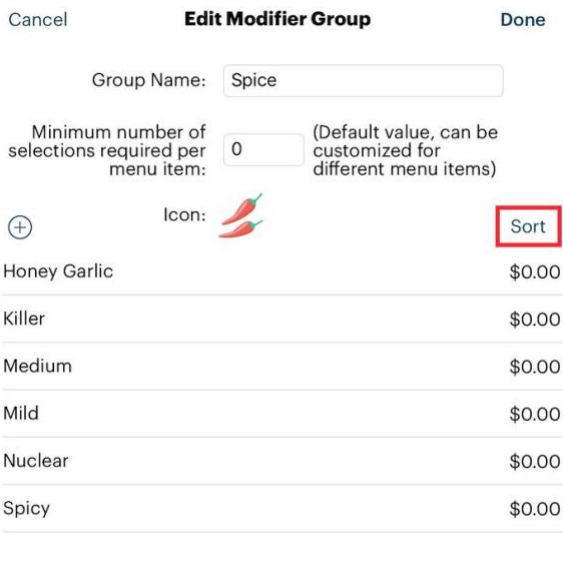 Cancel Edit Modifier Group Done
Group Name: Spice
Minimum number of
selections required per
menu item:
0
(Default value, can be
customized for
different menu items)
Icon:
Sort
Honey Garlic $0.00
Killer $0.00
Medium $0.00
Mild $0.00
Nuclear $0.00
Spicy $0.00